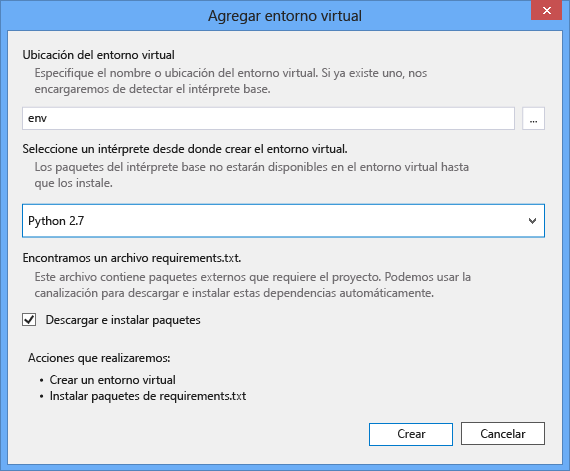 Agregar entorno virtual
Ubicación del entorno virtual
Especifique el nombre o ubicación del entorno virtual. Si ya existe uno, nos
encargaremos de detectar el intérprete base.
env
...
Seleccione un intérprete desde donde crear el entorno virtual.
Los paquetes del intérprete base no estarán disponibles en el entorno virtual hasta
que los instale.
Python 2.7
Encontramos un archivo requirements.txt.
Este archivo contiene paquetes externos que requiere el proyecto. Podemos usar la
canalización para descargar e instalar estas dependencias automáticamente.
Descargar e instalar paquetes
Acciones que realizaremos:
• Crear un entorno virtual
• Instalar paquetes de requirements.txt
Crear
Cancelar